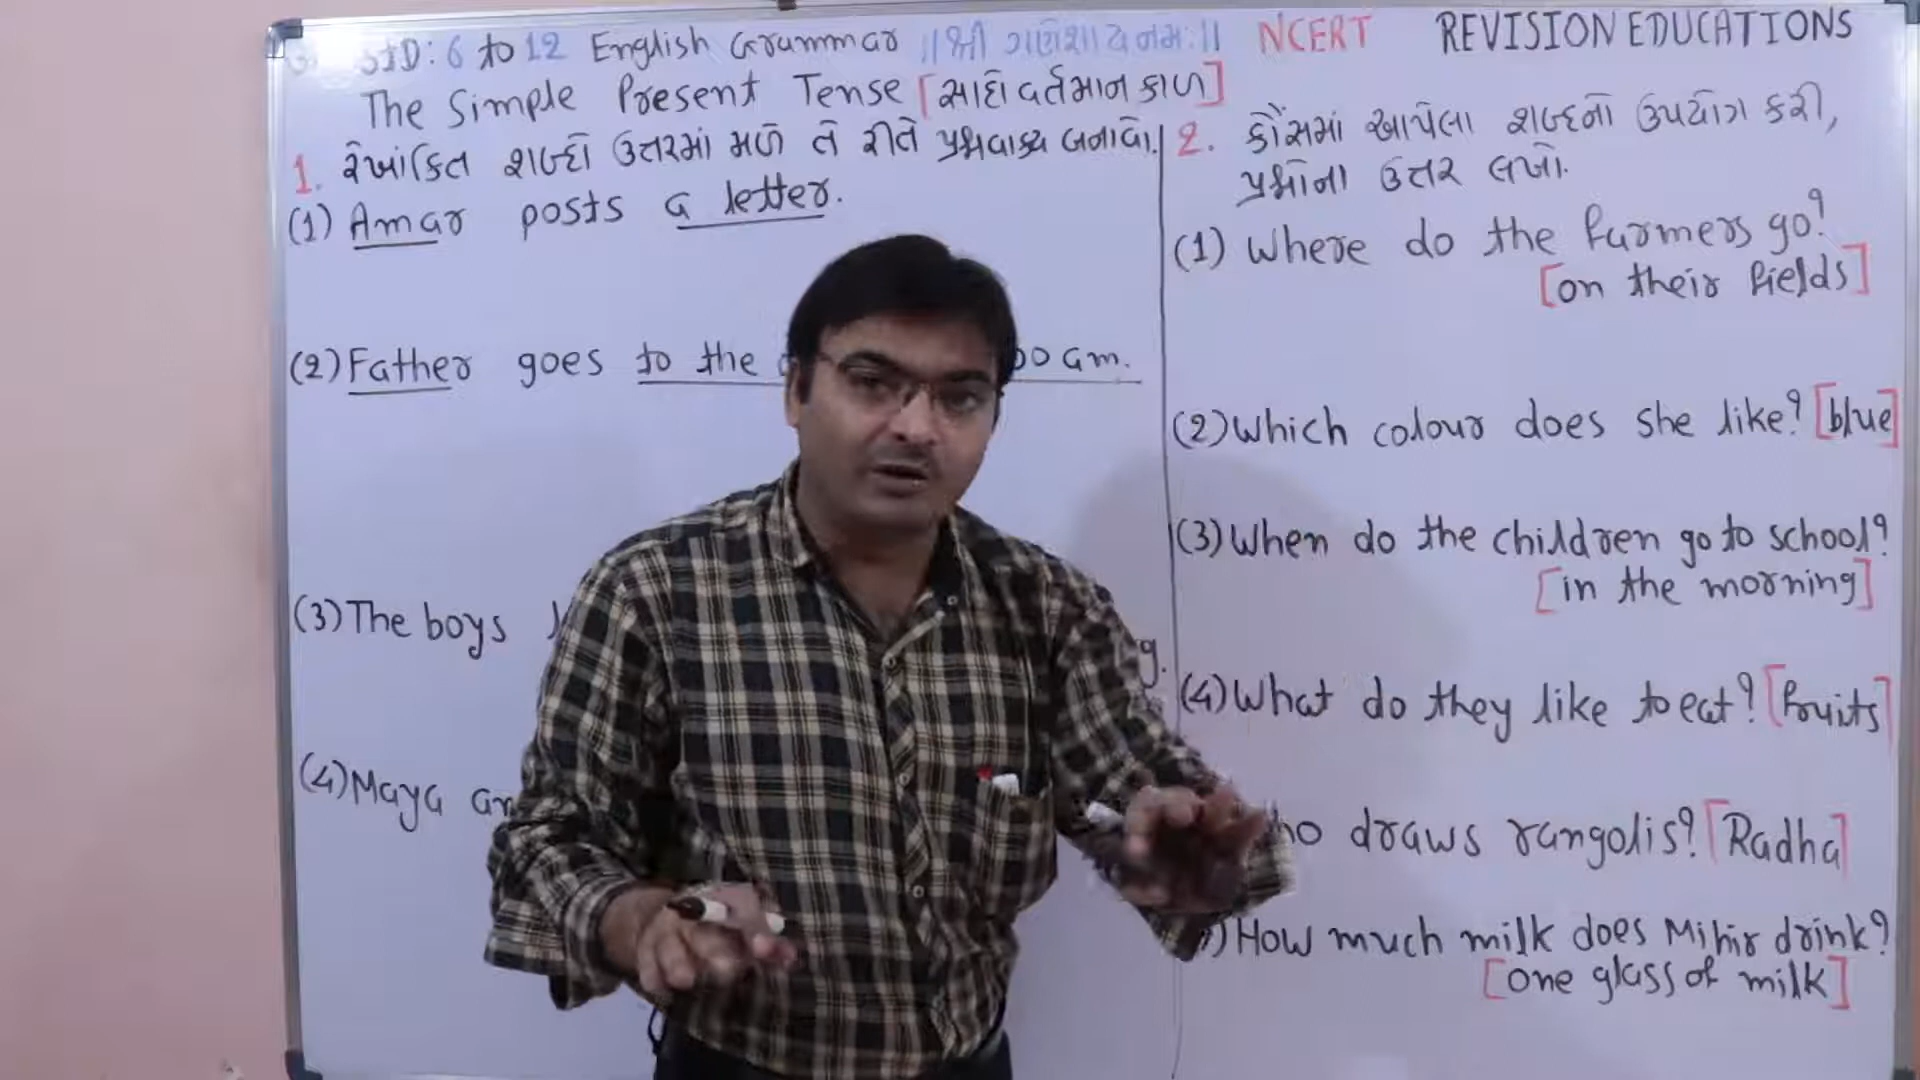 STD: 6 to 12 English Grammar ॥ श्री ગણેશાય નમઃ ॥ NCERT REVISION EDUCATIONS
The Simple Present Tense [સાદો વર્તમાન કાળ]
1. રેખાંકિત શબ્દો ઉત્તરમાં મળે તે રીતે પ્રશ્નવાક્ય બનાવો.
(1) Amar posts a letter.
(2) Father goes to the 00 am.
(3) The boys
g.
(4) Maya an
2. કૌંસમાં આપેલા શબ્દનો ઉપયોગ કરી,
પ્રશ્નોના ઉત્તર લખો.
(1) Where do the farmers go?
[on their fields]
(2) Which colour does she like? [blue]
(3) When do the children go to school?
[in the morning]
(4) What do they like to eat? [fruits]
ho draws rangolis? [Radha]
) How much milk does Mihir drink?
[one glass of milk]